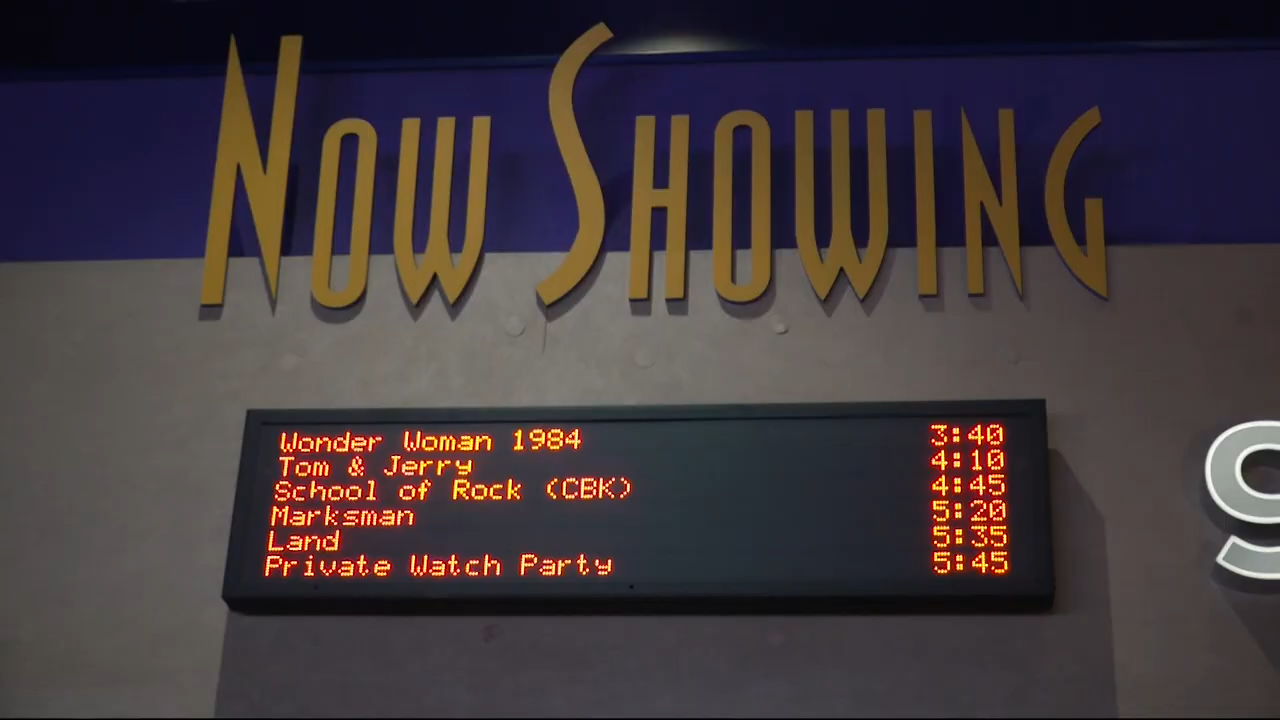 NOW SHOWING
Wonder Woman 1984 3:40
Tom & Jerry 4:10
School of Rock (CBK) 4:45
Marksman 5:20
Land 5:35
Private Watch Party 5:45
9